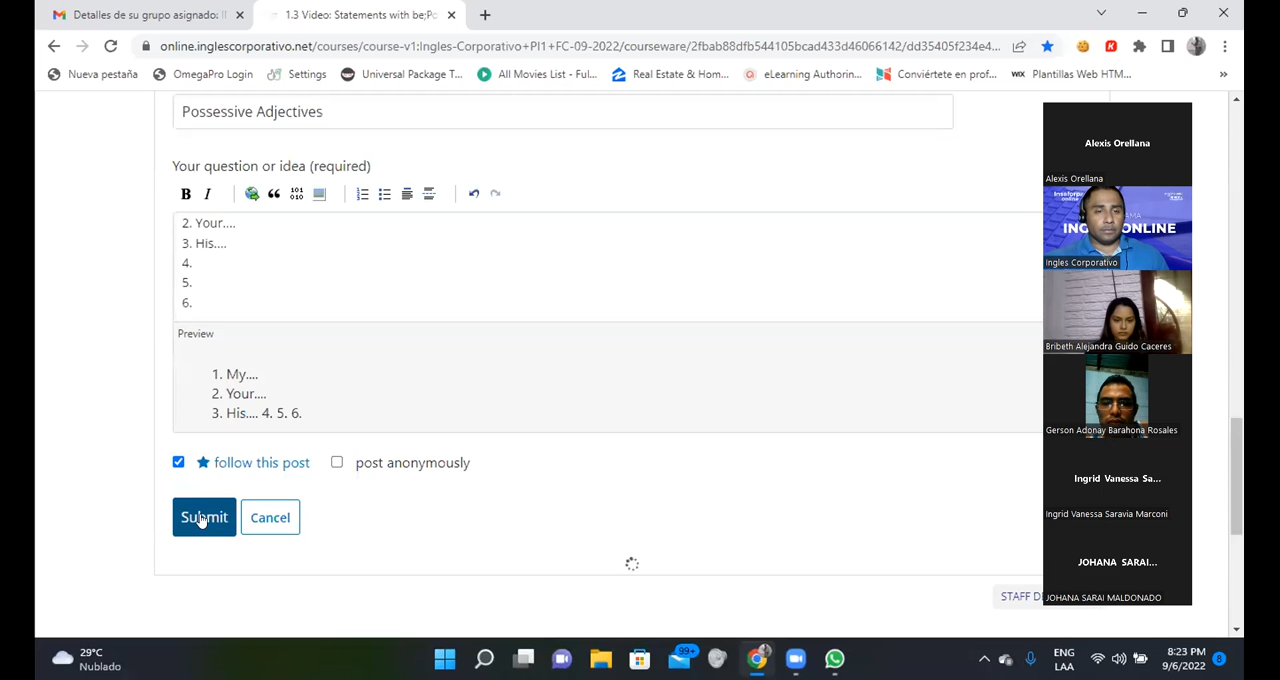 Detalles de su grupo asignado: I
1.3 Video: Statements with be;Po
online.inglescorporativo.net/courses/course-v1:Ingles-Corporativo+PI1+FC-09-2022/courseware/2fbab88dfb544105bcad433d46066142/dd35405f234e4...
Nueva pestaña
OmegaPro Login
Settings
Universal Package T...
All Movies List - Ful...
Real Estate & Hom...
eLearning Authorin...
Conviértete en prof...
WIX Plantillas Web HTM...
»
Possessive Adjectives
Your question or idea (required)
B I
2. Your....
3. His....
4.
5.
6.
Preview
1. My....
2. Your....
3. His.... 4. 5. 6.
follow this post
post anonymously
Submit
Cancel
STAFF D
Alexis Orellana
Alexis Orellana
Ingles Corporativo
Bribeth Alejandra Guido Caceres
Gerson Adonay Barahona Rosales
Ingrid Vanessa Sa...
Ingrid Vanessa Saravia Marconi
JOHANA SARAI...
JOHANA SARAI MALDONADO
29°C
Nublado
99+
ENG
LAA
8:23 PM
9/6/2022
8